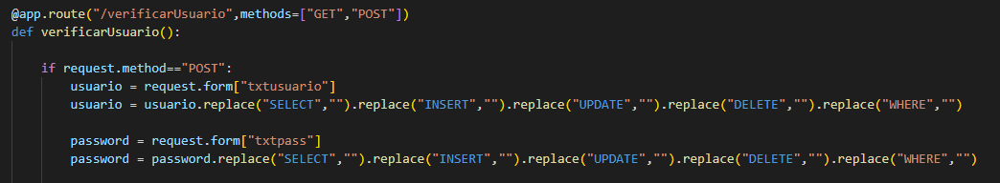 @app.route("/verificarUsuario",methods=["GET","POST"])
def verificarUsuario():
if request.method=="POST":
usuario = request.form["txtusuario"]
usuario = usuario.replace("SELECT","").replace("INSERT","").replace("UPDATE","").replace("DELETE","").replace("WHERE","")
password = request.form["txtpass"]
password = password.replace("SELECT","").replace("INSERT","").replace("UPDATE","").replace("DELETE","").replace("WHERE","")